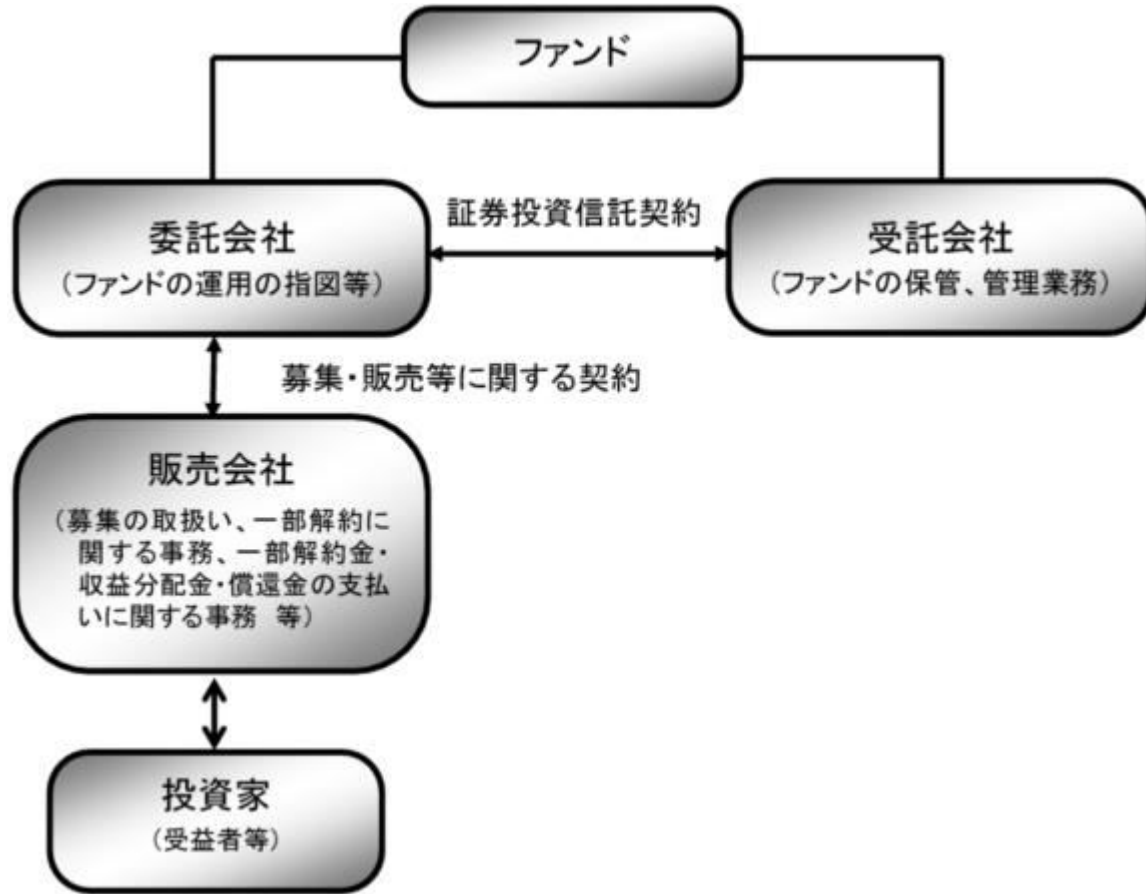 ファンド
委託会社
（ファンドの運用の指図等）
証券投資信託契約
受託会社
（ファンドの保管、管理業務）
募集・販売等に関する契約
販売会社
（募集の取扱い、一部解約に
関する事務、一部解約金・
収益分配金・償還金の支払
いに関する事務　等）
投資家
（受益者等）